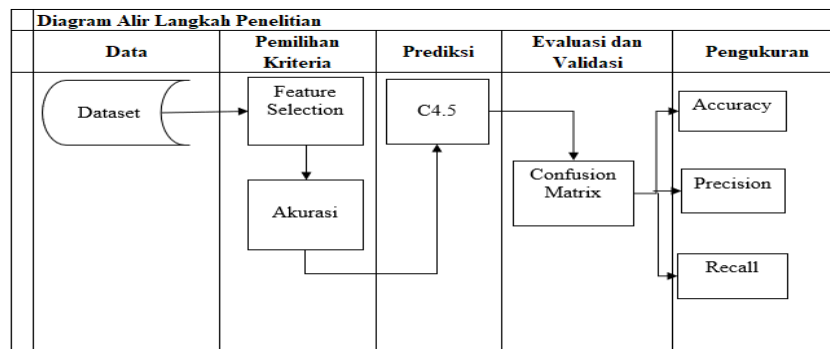 Diagram Alir Langkah Penelitian
Data
Pemilihan
Kriteria
Prediksi
Evaluasi dan
Validasi
Pengukuran
Dataset
Feature
Selection
Akurasi
C4.5
Confusion
Matrix
Accuracy
Precision
Recall